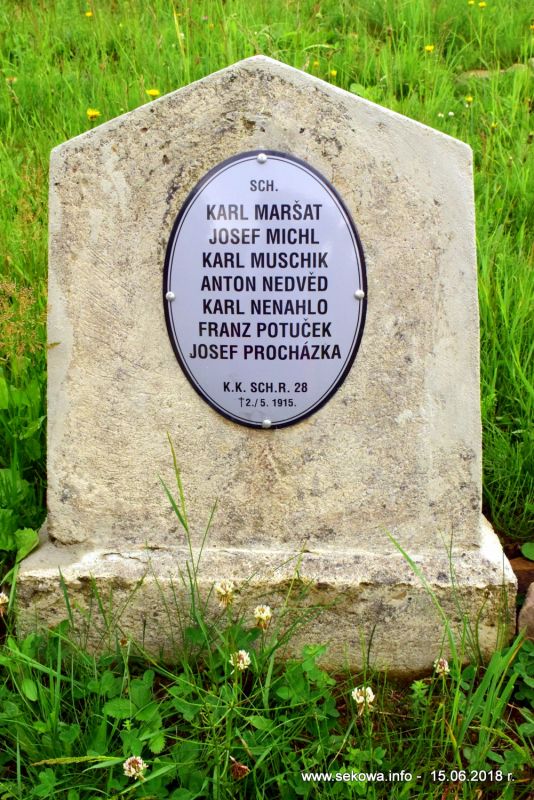 SCH.
KARL MARŠAT
JOSEF MICHL
KARL MUSCHIK
ANTON NEDVĚD
KARL NENAHLO
FRANZ POTUČEK
JOSEF PROCHÁZKA
K.K. SCH.R. 28
†2./5. 1915.
www.sekowa.info - 15.06.2018 r.